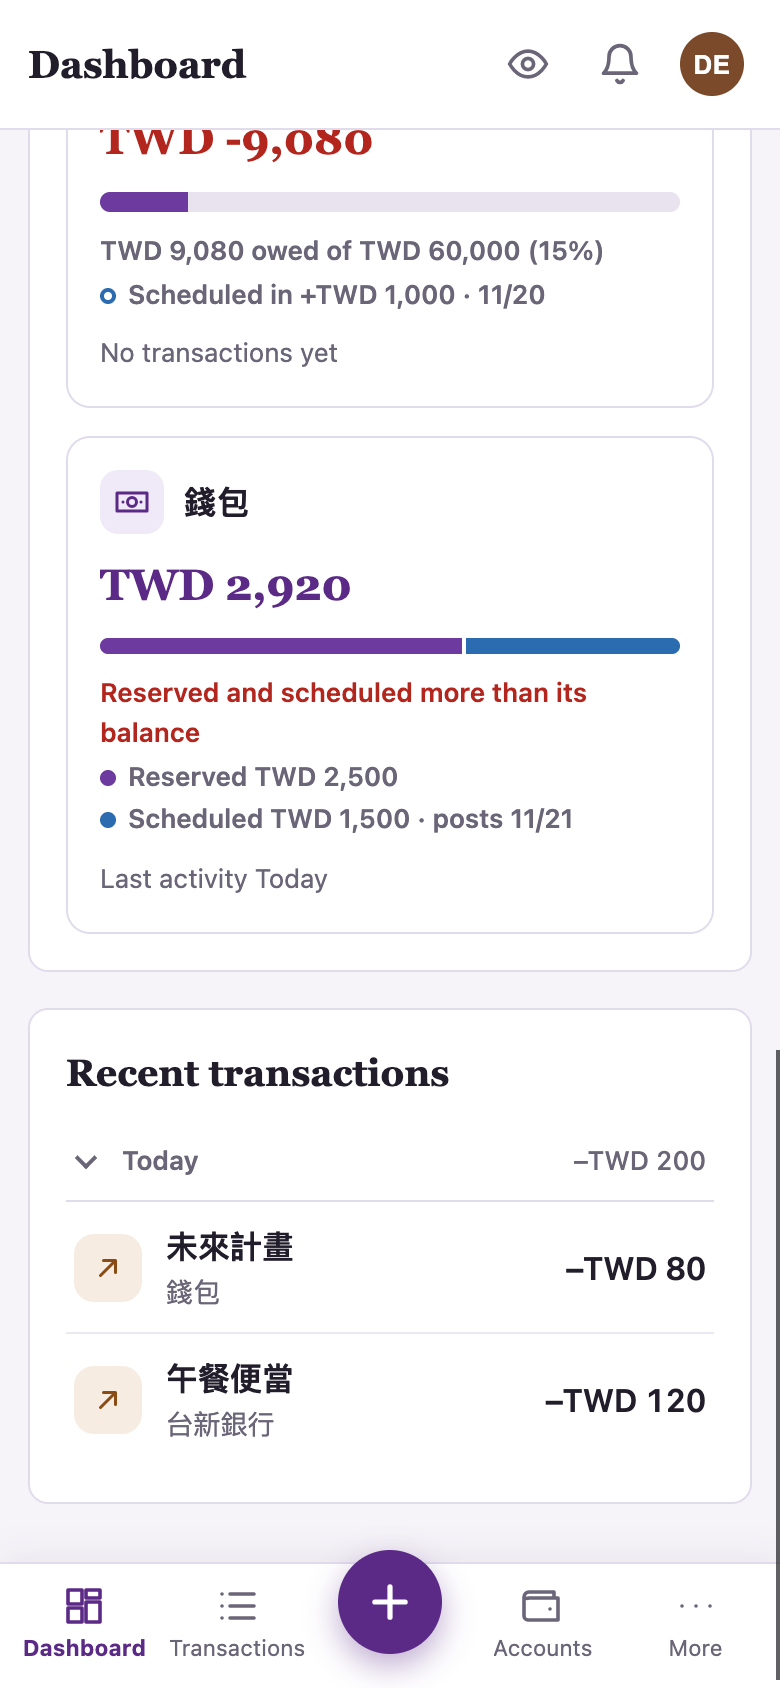 Dashboard
DE
TWD -9,080
TWD 9,080 owed of TWD 60,000 (15%)
Scheduled in +TWD 1,000 · 11/20
No transactions yet
錢包
TWD 2,920
Reserved and scheduled more than its
balance
Reserved TWD 2,500
Scheduled TWD 1,500 · posts 11/21
Last activity Today
Recent transactions
Today
–TWD 200
未來計畫
錢包
–TWD 80
午餐便當
台新銀行
–TWD 120
Dashboard
Transactions
Accounts
More